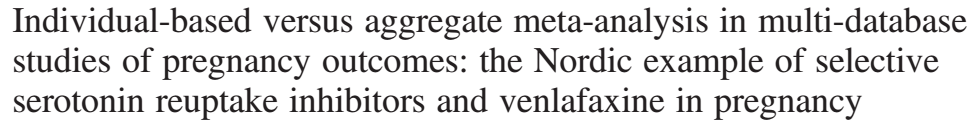 Individual-based versus aggregate meta-analysis in multi-database
studies of pregnancy outcomes: the Nordic example of selective
serotonin reuptake inhibitors and venlafaxine in pregnancy